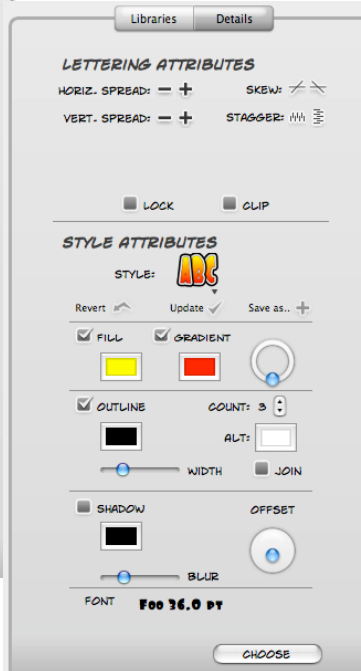 Libraries Details
LETTERING ATTRIBUTES
HORIZ. SPREAD: SKEW:
VERT. SPREAD: STAGGER:
LOCK CLIP
STYLE ATTRIBUTES
STYLE: ABC
Revert Update Save as..
FILL GRADIENT
OUTLINE COUNT: 3
ALT:
WIDTH JOIN
SHADOW OFFSET
BLUR
FONT FOO 36.0 PT
CHOOSE